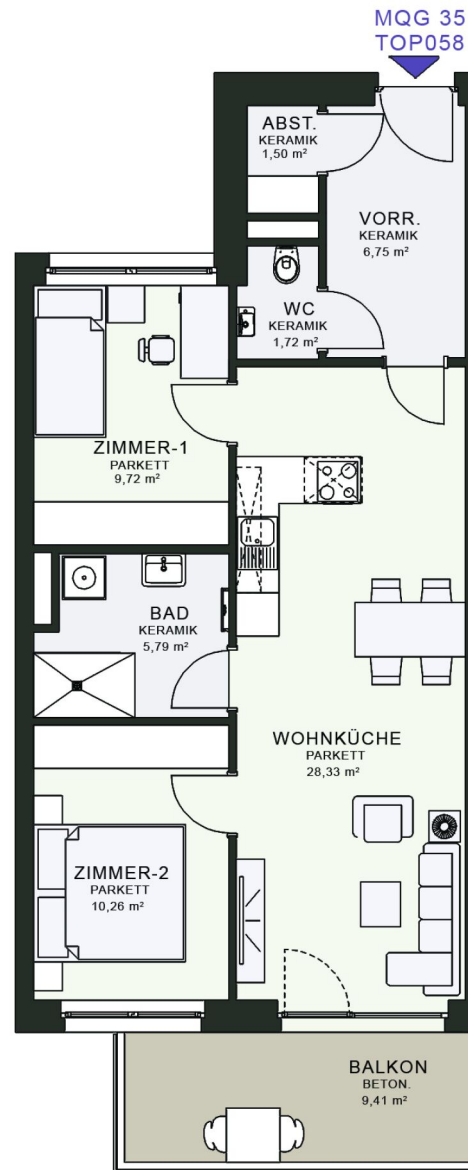 MQG 35
TOP058
ABST.
KERAMIK
1,50 m²
VORR.
KERAMIK
6,75 m²
WC
KERAMIK
1,72 m²
ZIMMER-1
PARKETT
9,72 m²
BAD
KERAMIK
5,79 m²
WOHNKÜCHE
PARKETT
28,33 m²
ZIMMER-2
PARKETT
10,26 m²
BALKON
BETON.
9,41 m²